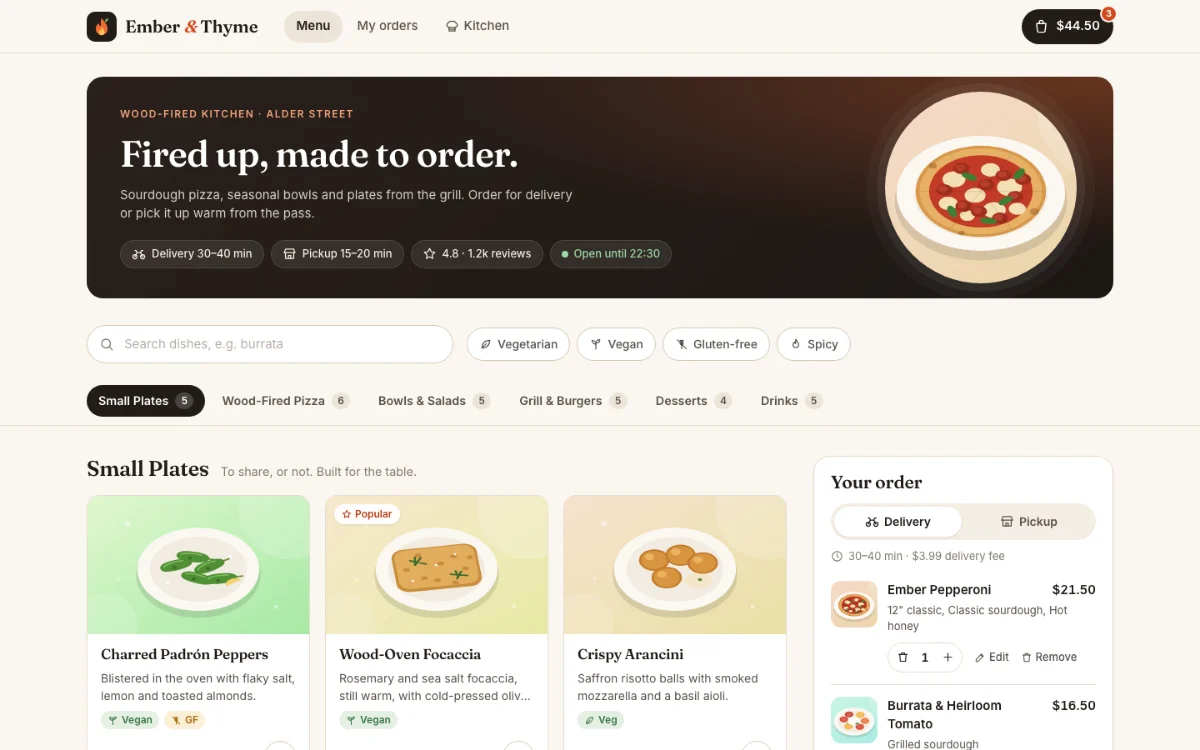 Ember & Thyme
Menu
My orders
Kitchen
$44.50
3
WOOD-FIRED KITCHEN · ALDER STREET
Fired up, made to order.
Sourdough pizza, seasonal bowls and plates from the grill. Order for delivery
or pick it up warm from the pass.
Delivery 30–40 min
Pickup 15–20 min
4.8 · 1.2k reviews
Open until 22:30
Search dishes, e.g. burrata
Vegetarian
Vegan
Gluten-free
Spicy
Small Plates 5
Wood-Fired Pizza 6
Bowls & Salads 5
Grill & Burgers 5
Desserts 4
Drinks 5
Small Plates
To share, or not. Built for the table.
Charred Padrón Peppers
Blistered in the oven with flaky salt,
lemon and toasted almonds.
Vegan
GF
Popular
Wood-Oven Focaccia
Rosemary and sea salt focaccia,
still warm, with cold-pressed oliv...
Vegan
Crispy Arancini
Saffron risotto balls with smoked
mozzarella and a basil aioli.
Veg
Your order
Delivery
Pickup
30–40 min · $3.99 delivery fee
Ember Pepperoni
$21.50
12" classic, Classic sourdough, Hot
honey
1
Edit
Remove
Burrata & Heirloom
Tomato
$16.50
Grilled sourdough